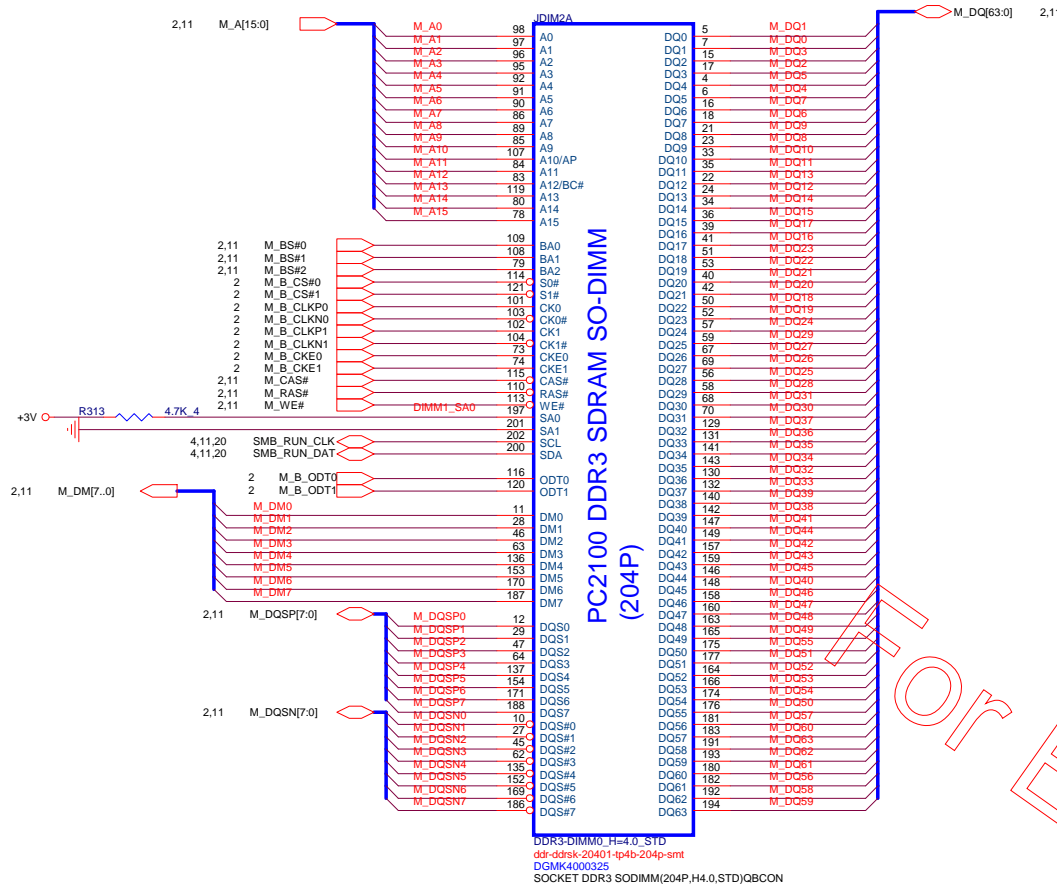 2,11 M_A[15:0]
JDIM2A
M_DQ[63:0] 2,11
M_A0 98 A0
M_A1 97 A1
M_A2 96 A2
M_A3 95 A3
M_A4 92 A4
M_A5 91 A5
M_A6 90 A6
M_A7 86 A7
M_A8 89 A8
M_A9 85 A9
M_A10 107 A10/AP
M_A11 84 A11
M_A12 83 A12/BC#
M_A13 119 A13
M_A14 80 A14
M_A15 78 A15
2,11 M_BS#0 109 BA0
2,11 M_BS#1 108 BA1
2,11 M_BS#2 79 BA2
2 M_B_CS#0 114 S0#
2 M_B_CS#1 121 S1#
2 M_B_CLKP0 101 CK0
2 M_B_CLKN0 103 CK0#
2 M_B_CLKP1 102 CK1
2 M_B_CLKN1 104 CK1#
2 M_B_CKE0 73 CKE0
2 M_B_CKE1 74 CKE1
2,11 M_CAS# 115 CAS#
2,11 M_RAS# 110 RAS#
2,11 M_WE# 113 WE#
+3V R313 4.7K_4 DIMM1_SA0 197 SA0
201 SA1
4,11,20 SMB_RUN_CLK 202 SCL
4,11,20 SMB_RUN_DAT 200 SDA
2 M_B_ODT0 116 ODT0
2 M_B_ODT1 120 ODT1
2,11 M_DM[7..0]
M_DM0 11 DM0
M_DM1 28 DM1
M_DM2 46 DM2
M_DM3 63 DM3
M_DM4 136 DM4
M_DM5 153 DM5
M_DM6 170 DM6
M_DM7 187 DM7
2,11 M_DQSP[7:0]
M_DQSP0 12 DQS0
M_DQSP1 29 DQS1
M_DQSP2 47 DQS2
M_DQSP3 64 DQS3
M_DQSP4 137 DQS4
M_DQSP5 154 DQS5
M_DQSP6 171 DQS6
M_DQSP7 188 DQS7
2,11 M_DQSN[7:0]
M_DQSN0 10 DQS#0
M_DQSN1 27 DQS#1
M_DQSN2 45 DQS#2
M_DQSN3 62 DQS#3
M_DQSN4 135 DQS#4
M_DQSN5 152 DQS#5
M_DQSN6 169 DQS#6
M_DQSN7 186 DQS#7
PC2100 DDR3 SDRAM SO-DIMM
(204P)
DQ0 5 M_DQ1
DQ1 7 M_DQ0
DQ2 15 M_DQ3
DQ3 17 M_DQ2
DQ4 4 M_DQ5
DQ5 6 M_DQ4
DQ6 16 M_DQ7
DQ7 18 M_DQ6
DQ8 21 M_DQ9
DQ9 23 M_DQ8
DQ10 33 M_DQ10
DQ11 35 M_DQ11
DQ12 22 M_DQ13
DQ13 24 M_DQ12
DQ14 34 M_DQ14
DQ15 36 M_DQ15
DQ16 39 M_DQ17
DQ17 41 M_DQ16
DQ18 51 M_DQ23
DQ19 53 M_DQ22
DQ20 40 M_DQ21
DQ21 42 M_DQ20
DQ22 50 M_DQ18
DQ23 52 M_DQ19
DQ24 57 M_DQ24
DQ25 59 M_DQ29
DQ26 67 M_DQ27
DQ27 69 M_DQ26
DQ28 56 M_DQ25
DQ29 58 M_DQ28
DQ30 68 M_DQ31
DQ31 70 M_DQ30
DQ32 129 M_DQ37
DQ33 131 M_DQ36
DQ34 141 M_DQ35
DQ35 143 M_DQ34
DQ36 130 M_DQ32
DQ37 132 M_DQ33
DQ38 140 M_DQ39
DQ39 142 M_DQ38
DQ40 147 M_DQ41
DQ41 149 M_DQ44
DQ42 157 M_DQ42
DQ43 159 M_DQ43
DQ44 146 M_DQ45
DQ45 148 M_DQ40
DQ46 158 M_DQ46
DQ47 160 M_DQ47
DQ48 163 M_DQ48
DQ49 165 M_DQ49
DQ50 175 M_DQ55
DQ51 177 M_DQ51
DQ52 164 M_DQ52
DQ53 166 M_DQ53
DQ54 174 M_DQ54
DQ55 176 M_DQ50
DQ56 181 M_DQ57
DQ57 183 M_DQ60
DQ58 191 M_DQ63
DQ59 193 M_DQ62
DQ60 180 M_DQ61
DQ61 182 M_DQ56
DQ62 192 M_DQ58
DQ63 194 M_DQ59
For
DDR3-DIMM0_H=4.0_STD
ddr-ddrsk-20401-tp4b-204p-smt
DGMK4000325
SOCKET DDR3 SODIMM(204P,H4.0,STD)QBCON